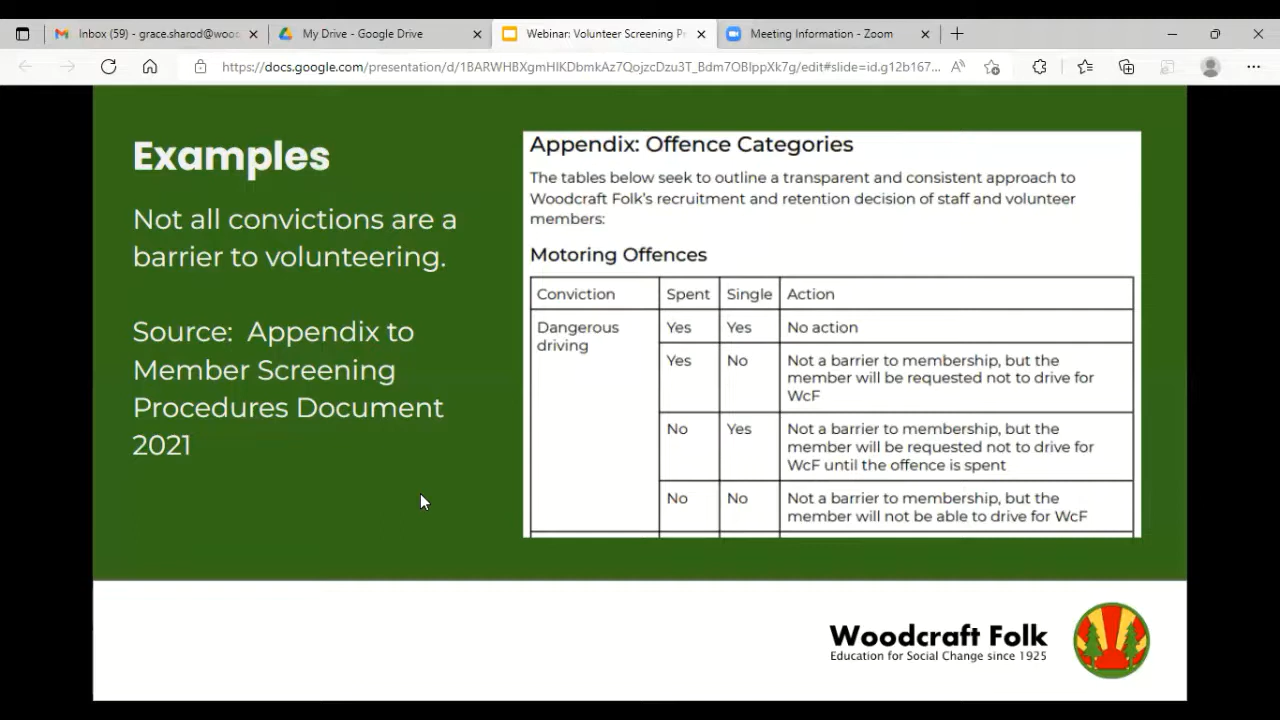 Inbox (59) - grace.sharod@woo
My Drive - Google Drive
Webinar: Volunteer Screening P
Meeting Information - Zoom
https://docs.google.com/presentation/d/1BARWHBXgmHIKDbmkAz7QojzcDzu3T_Bdm7OBIppXk7g/edit#slide=id.g12b167...
Examples
Not all convictions are a
barrier to volunteering.
Source: Appendix to
Member Screening
Procedures Document
2021
Appendix: Offence Categories
The tables below seek to outline a transparent and consistent approach to
Woodcraft Folk's recruitment and retention decision of staff and volunteer
members:
Motoring Offences
Conviction Spent Single Action
Dangerous Yes Yes No action
driving
Yes No Not a barrier to membership, but the
member will be requested not to drive for
WcF
No Yes Not a barrier to membership, but the
member will be requested not to drive for
WcF until the offence is spent
No No Not a barrier to membership, but the
member will not be able to drive for WcF
Woodcraft Folk
Education for Social Change since 1925